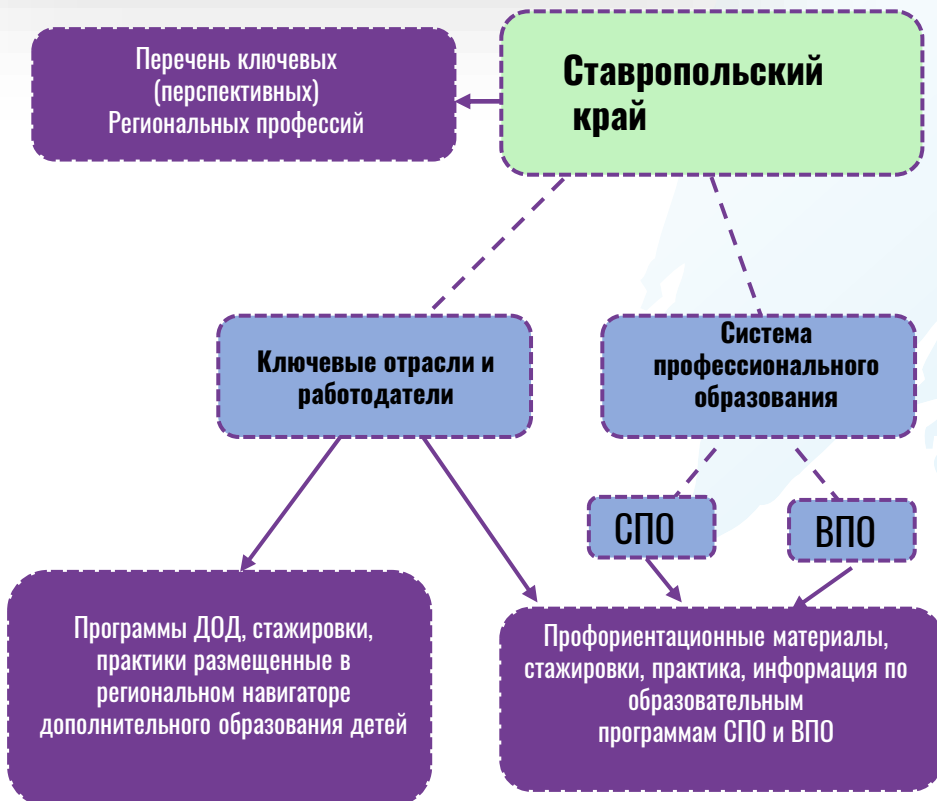 Перечень ключевых
(перспективных)
Региональных профессий
Ставропольский
край
Ключевые отрасли и
работодатели
Система
профессионального
образования
СПО
ВПО
Программы ДОД, стажировки,
практики размещенные в
региональном навигаторе
дополнительного образования детей
Профориентационные материалы,
стажировки, практика, информация по
образовательным
программам СПО и ВПО